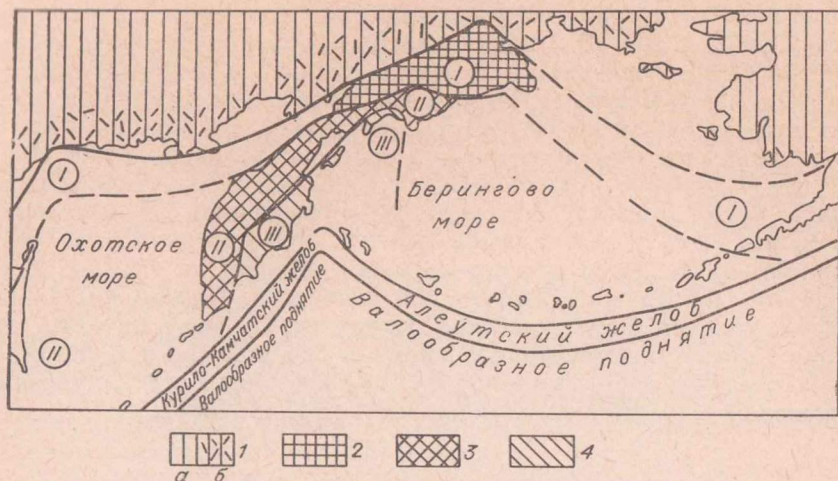 I
II
III
I
Берингово
море
I
Охотское
море
II
III
II
Курило-Камчатский желоб
Валообразное поднятие
Алеутский желоб
Валообразное поднятие
1 2 3 4
а б